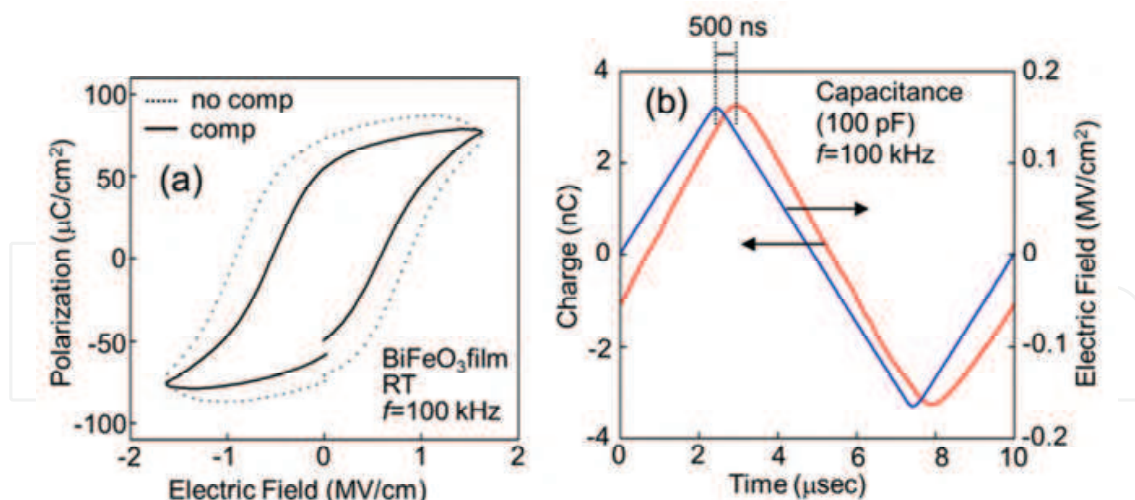 100
50
0
-50
-100
Polarization (μC/cm²)
no comp
comp
(a)
BiFeO₃film
RT
f=100 kHz
-2
-1
0
1
2
Electric Field (MV/cm)
500 ns
4
2
0
-2
-4
Charge (nC)
(b)
Capacitance
(100 pF)
f=100 kHz
0.2
0.1
0
-0.1
-0.2
Electric Field (MV/cm²)
0
2
4
6
8
10
Time (μsec)